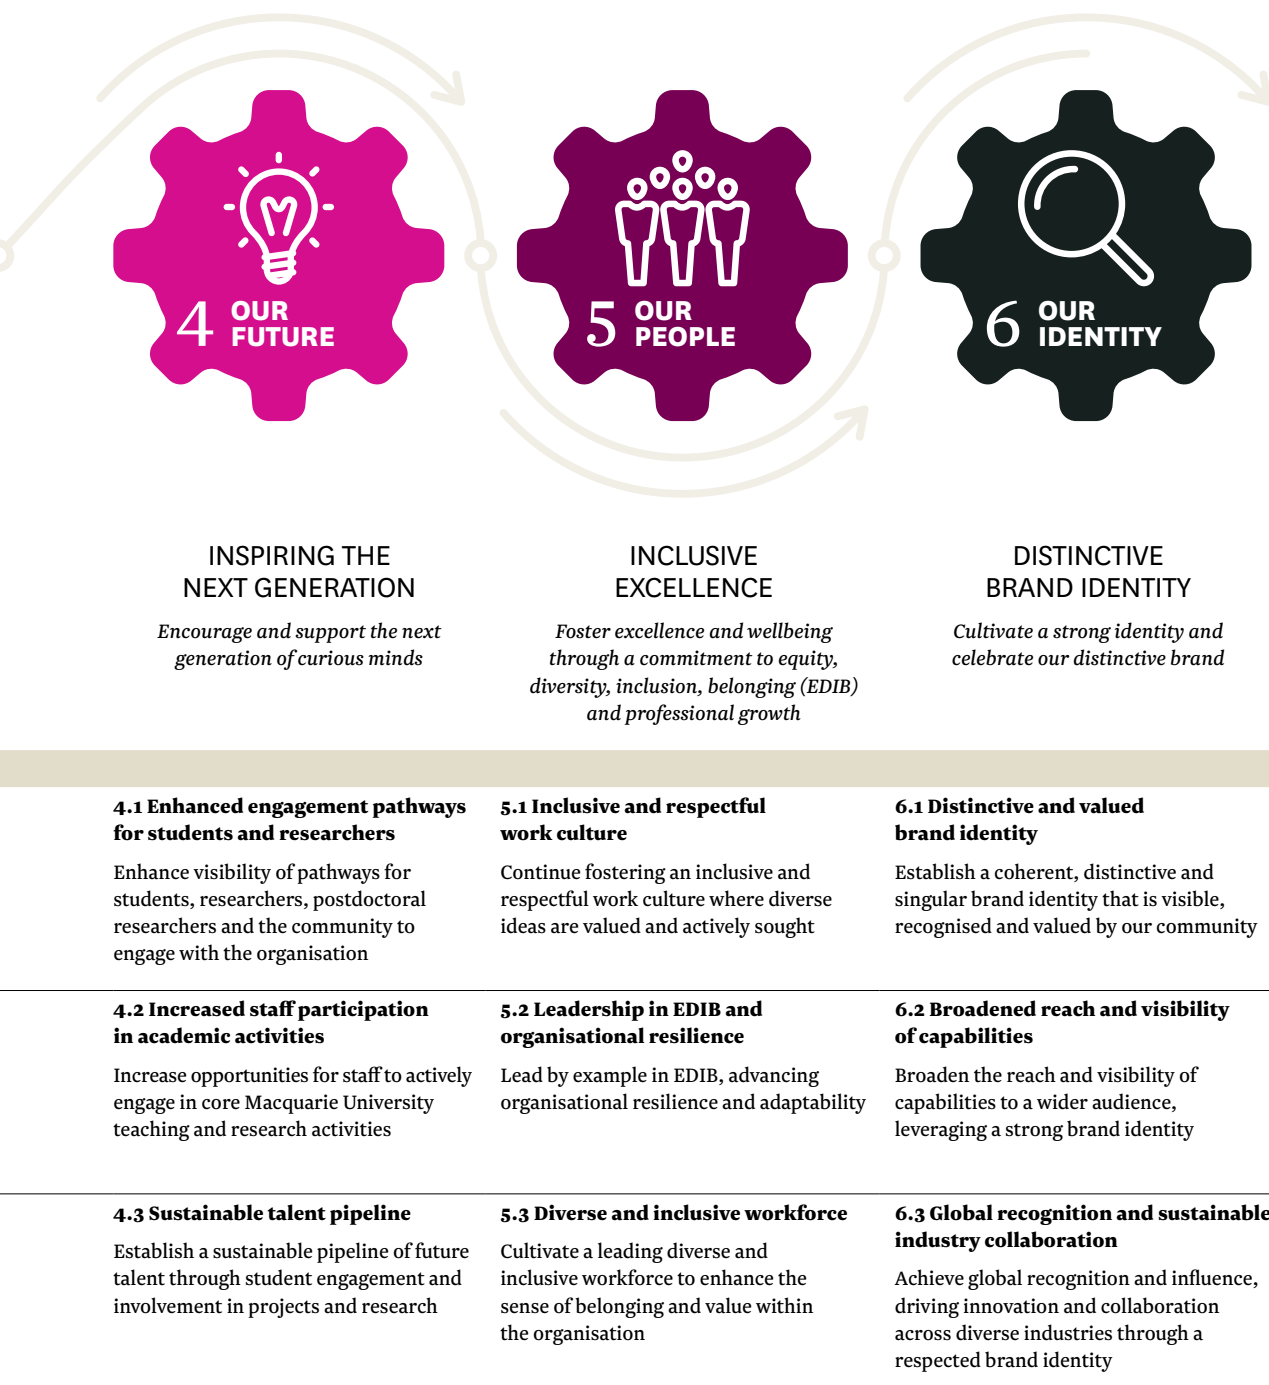 4 OUR
FUTURE
5 OUR
PEOPLE
6 OUR
IDENTITY
INSPIRING THE
NEXT GENERATION
Encourage and support the next
generation of curious minds
INCLUSIVE
EXCELLENCE
Foster excellence and wellbeing
through a commitment to equity,
diversity, inclusion, belonging (EDIB)
and professional growth
DISTINCTIVE
BRAND IDENTITY
Cultivate a strong identity and
celebrate our distinctive brand
4.1 Enhanced engagement pathways
for students and researchers
Enhance visibility of pathways for
students, researchers, postdoctoral
researchers and the community to
engage with the organisation
5.1 Inclusive and respectful
work culture
Continue fostering an inclusive and
respectful work culture where diverse
ideas are valued and actively sought
6.1 Distinctive and valued
brand identity
Establish a coherent, distinctive and
singular brand identity that is visible,
recognised and valued by our community
4.2 Increased staff participation
in academic activities
Increase opportunities for staff to actively
engage in core Macquarie University
teaching and research activities
5.2 Leadership in EDIB and
organisational resilience
Lead by example in EDIB, advancing
organisational resilience and adaptability
6.2 Broadened reach and visibility
of capabilities
Broaden the reach and visibility of
capabilities to a wider audience,
leveraging a strong brand identity
4.3 Sustainable talent pipeline
Establish a sustainable pipeline of future
talent through student engagement and
involvement in projects and research
5.3 Diverse and inclusive workforce
Cultivate a leading diverse and
inclusive workforce to enhance the
sense of belonging and value within
the organisation
6.3 Global recognition and sustainable
industry collaboration
Achieve global recognition and influence,
driving innovation and collaboration
across diverse industries through a
respected brand identity